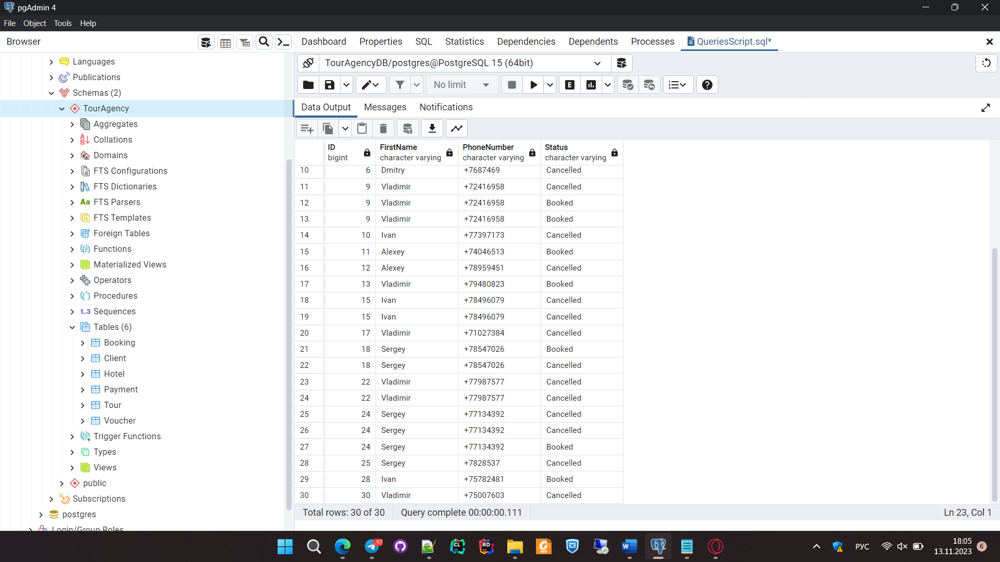 pgAdmin 4
File Object Tools Help
Browser
Dashboard Properties SQL Statistics Dependencies Dependents Processes QueriesScript.sql*
TourAgencyDB/postgres@PostgreSQL 15 (64bit)
No limit
E
Data Output Messages Notifications
Languages
Publications
Schemas (2)
TourAgency
Aggregates
Collations
Domains
FTS Configurations
FTS Dictionaries
Aa FTS Parsers
FTS Templates
Foreign Tables
Functions
Materialized Views
Operators
Procedures
1..3 Sequences
Tables (6)
Booking
Client
Hotel
Payment
Tour
Voucher
Trigger Functions
Types
Views
public
Subscriptions
postgres
Login/Group Roles
ID FirstName PhoneNumber Status
bigint character varying character varying character varying
10 6 Dmitry +7687469 Cancelled
11 9 Vladimir +72416958 Cancelled
12 9 Vladimir +72416958 Booked
13 9 Vladimir +72416958 Booked
14 10 Ivan +77397173 Cancelled
15 11 Alexey +74046513 Booked
16 12 Alexey +78959451 Cancelled
17 13 Vladimir +79480823 Booked
18 15 Ivan +78496079 Cancelled
19 15 Ivan +78496079 Cancelled
20 17 Vladimir +71027384 Cancelled
21 18 Sergey +78547026 Booked
22 18 Sergey +78547026 Cancelled
23 22 Vladimir +77987577 Cancelled
24 22 Vladimir +77987577 Cancelled
25 24 Sergey +77134392 Cancelled
26 24 Sergey +77134392 Cancelled
27 24 Sergey +77134392 Booked
28 25 Sergey +7828537 Cancelled
29 28 Ivan +75782481 Booked
30 30 Vladimir +75007603 Cancelled
Total rows: 30 of 30 Query complete 00:00:00.111 Ln 23, Col 1
..97 CL RD PDF W РУС 18:05 6
13.11.2023